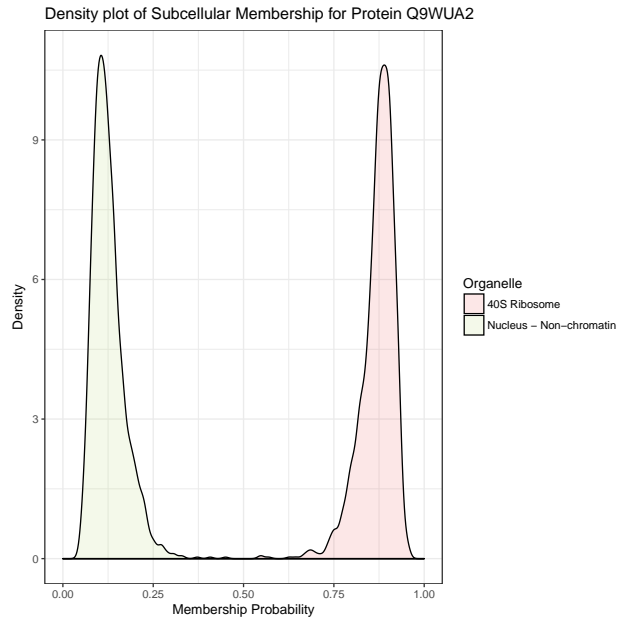 Density plot of Subcellular Membership for Protein Q9WUA2
9
6
3
0
Density
0.00 0.25 0.50 0.75 1.00
Membership Probability
Organelle
40S Ribosome
Nucleus − Non−chromatin